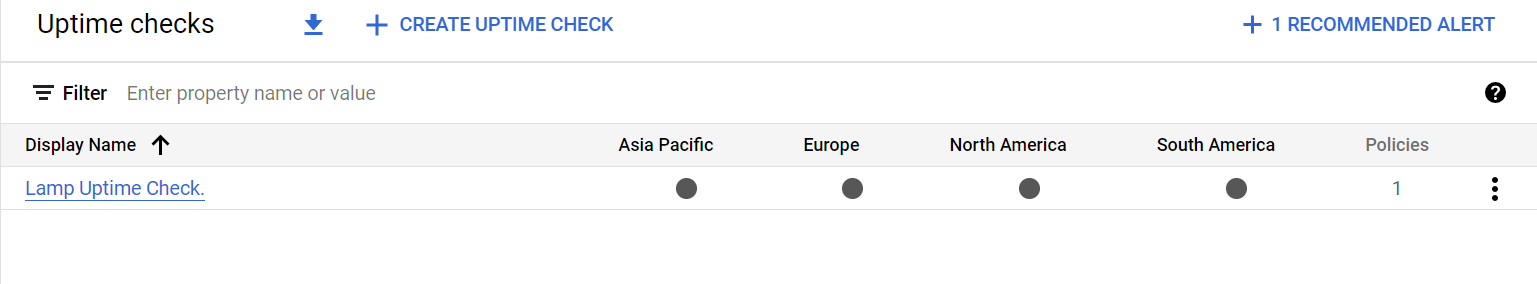 Uptime checks CREATE UPTIME CHECK 1 RECOMMENDED ALERT
Filter Enter property name or value
Display Name Asia Pacific Europe North America South America Policies
Lamp Uptime Check. 1